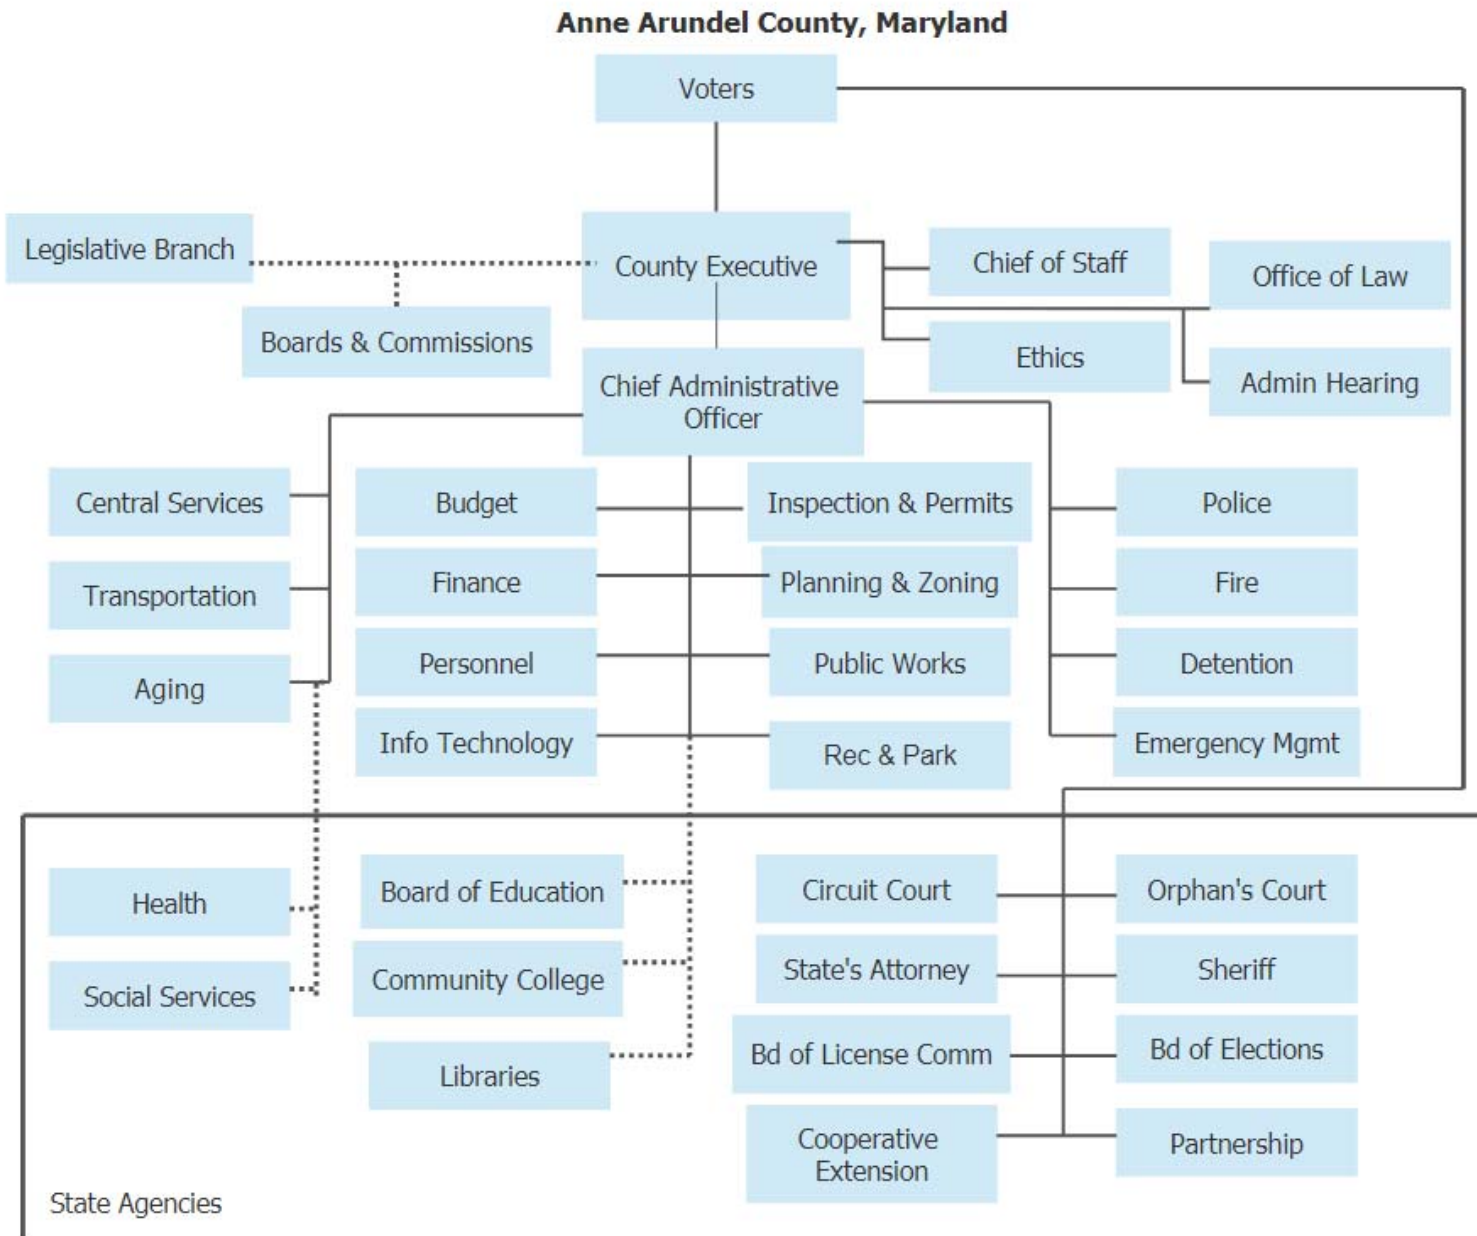 Anne Arundel County, Maryland
Voters
Legislative Branch
County Executive
Chief of Staff
Office of Law
Boards & Commissions
Ethics
Admin Hearing
Chief Administrative
Officer
Central Services
Budget
Inspection & Permits
Police
Transportation
Finance
Planning & Zoning
Fire
Aging
Personnel
Public Works
Detention
Info Technology
Rec & Park
Emergency Mgmt
Health
Board of Education
Circuit Court
Orphan's Court
Social Services
Community College
State's Attorney
Sheriff
Libraries
Bd of License Comm
Bd of Elections
Cooperative
Extension
Partnership
State Agencies